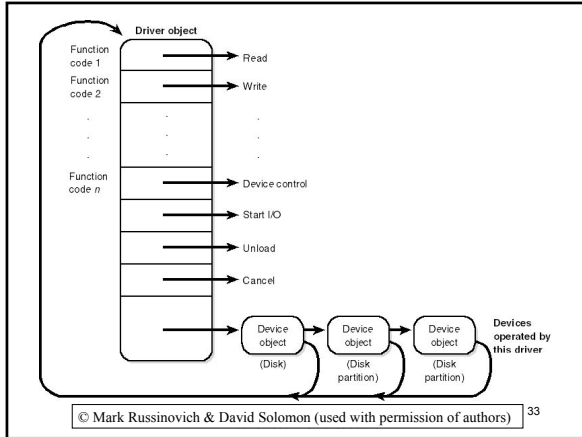 Driver object
Function
code 1
Read
Function
code 2
Write
. . .
. . .
. . .
Function
code n
Device control
Start I/O
Unload
Cancel
Device
object
Device
object
Device
object
Devices
operated by
this driver
(Disk)
(Disk
partition)
(Disk
partition)
© Mark Russinovich & David Solomon (used with permission of authors)
33